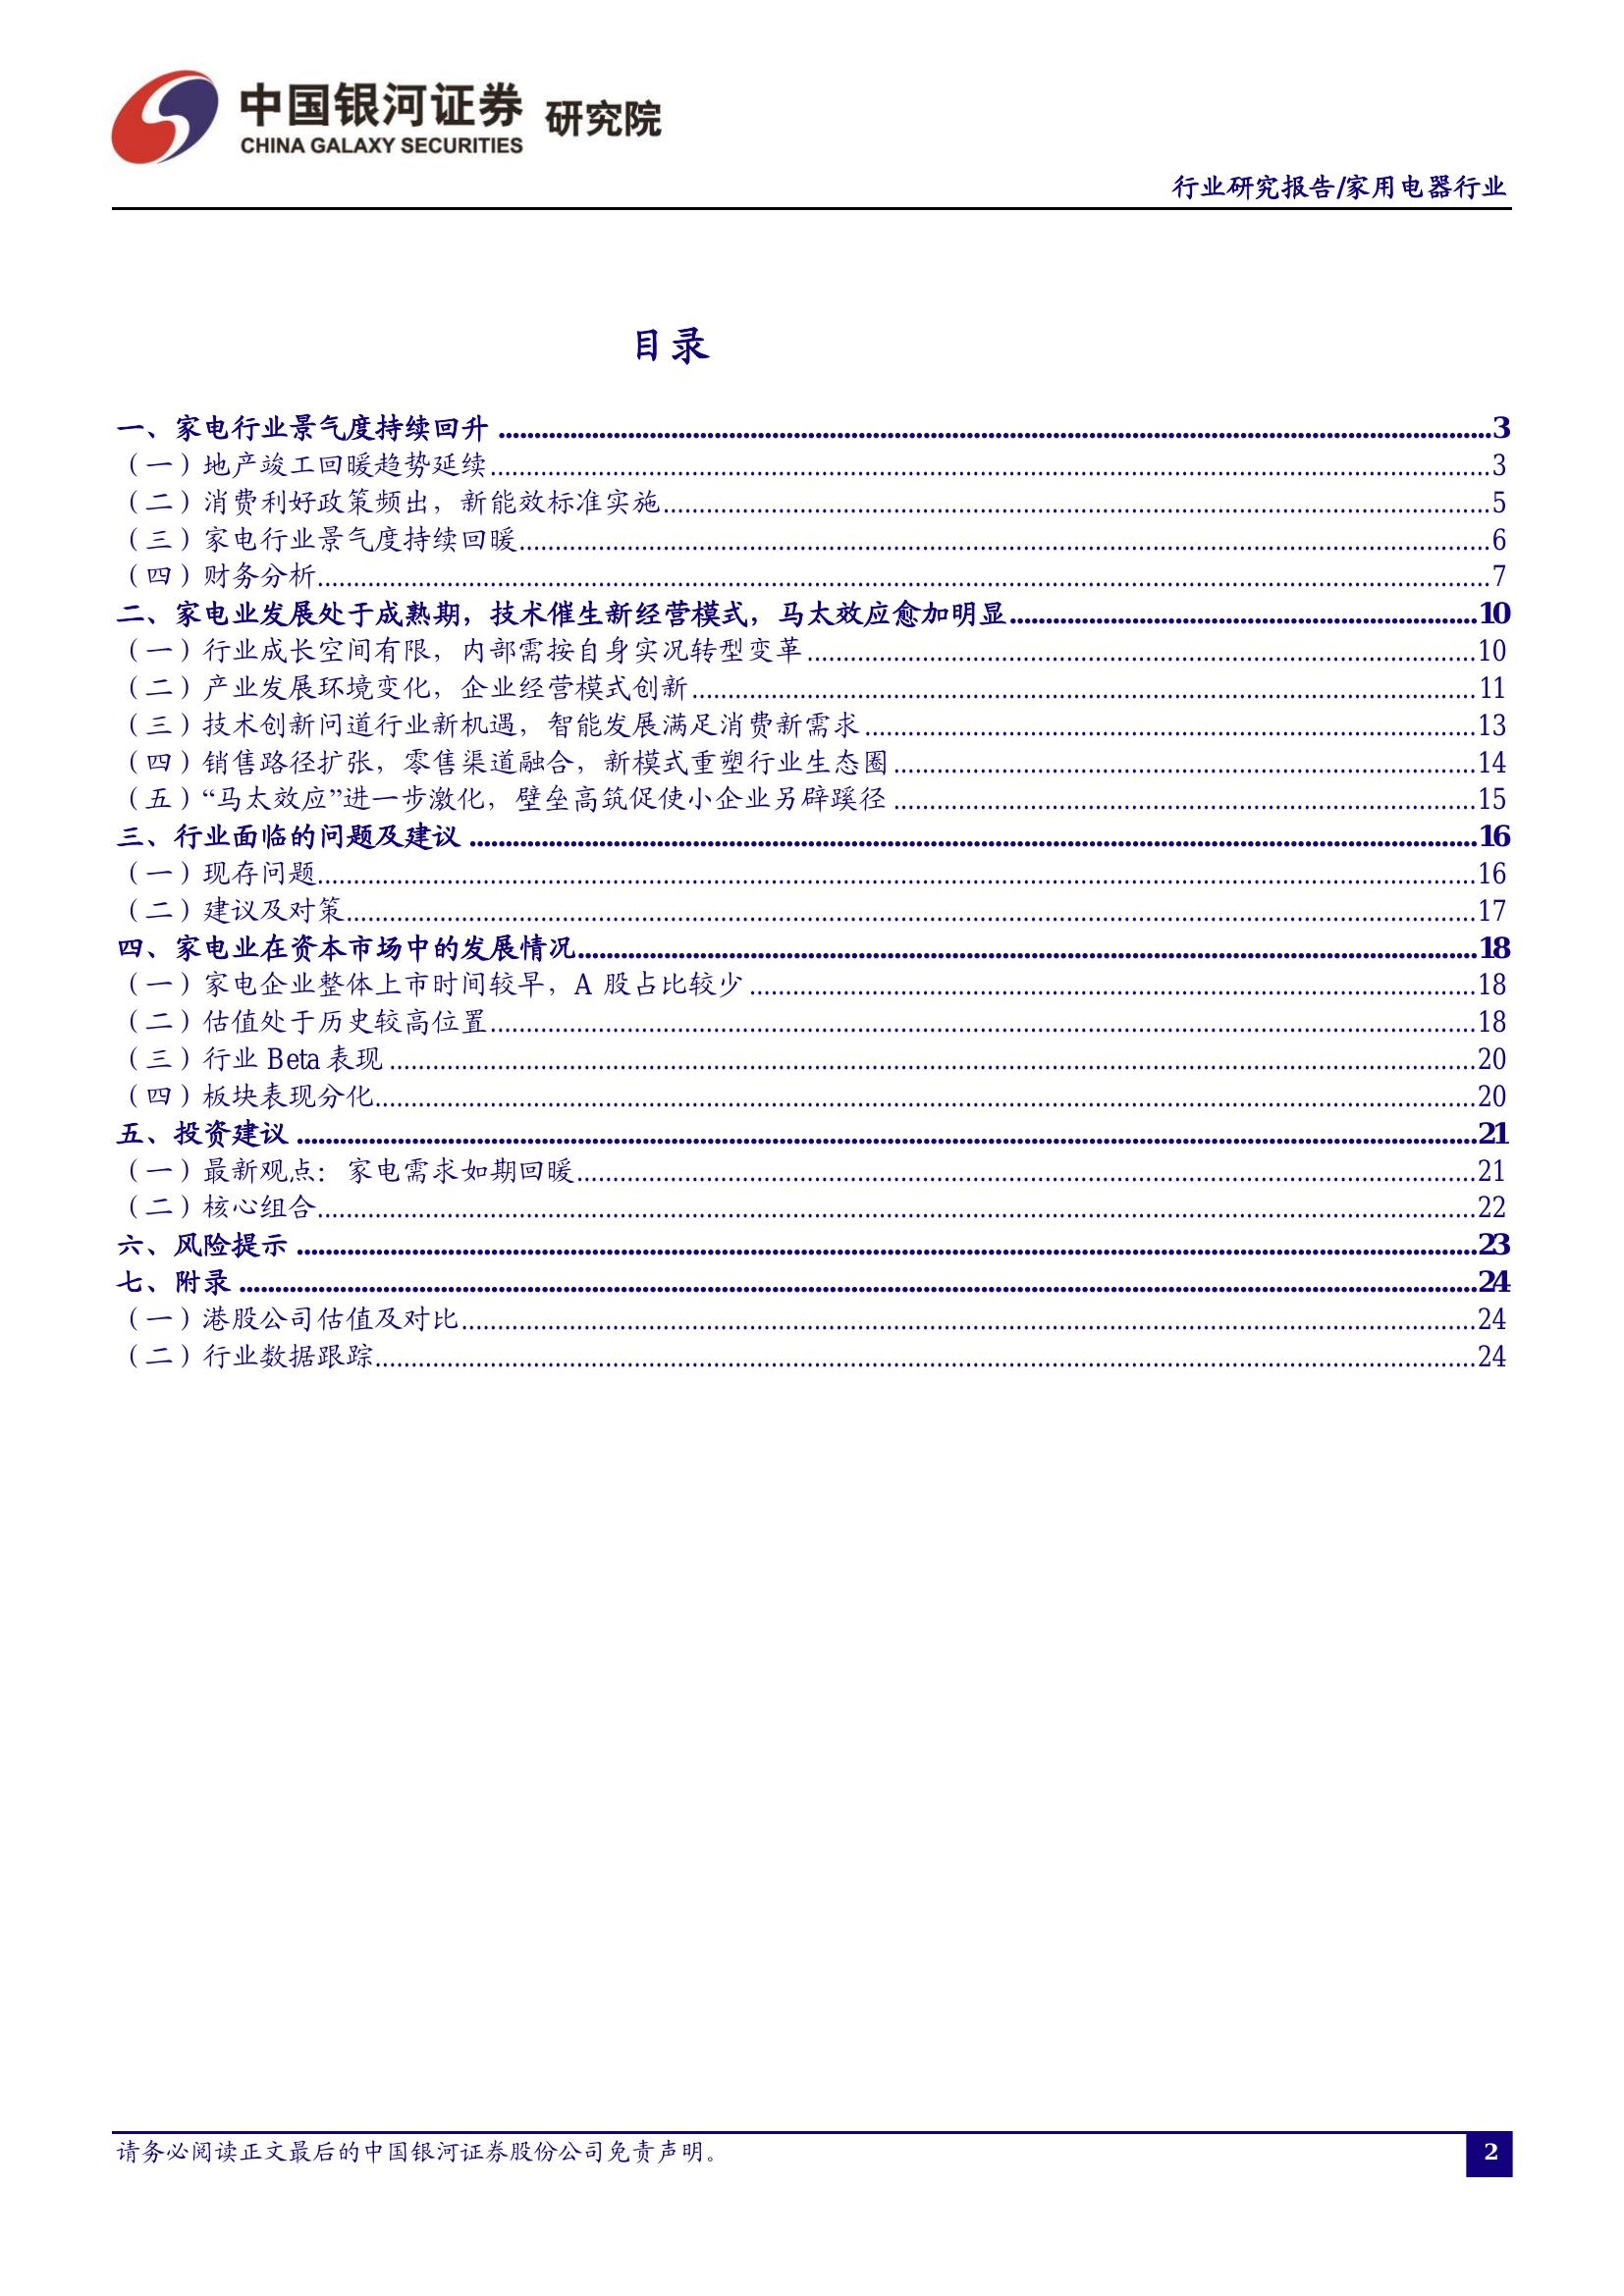 中国银河证券 研究院
CHINA GALAXY SECURITIES
行业研究报告/家用电器行业
目录
一、家电行业景气度持续回升 ........ 3
（一）地产竣工回暖趋势延续 ........ 3
（二）消费利好政策频出，新能效标准实施 ........ 5
（三）家电行业景气度持续回暖 ........ 6
（四）财务分析 ........ 7
二、家电业发展处于成熟期，技术催生新经营模式，马太效应愈加明显 ........ 10
（一）行业成长空间有限，内部需按自身实况转型变革 ........ 10
（二）产业发展环境变化，企业经营模式创新 ........ 11
（三）技术创新问道行业新机遇，智能发展满足消费新需求 ........ 13
（四）销售路径扩张，零售渠道融合，新模式重塑行业生态圈 ........ 14
（五）“马太效应”进一步激化，壁垒高筑促使小企业另辟蹊径 ........ 15
三、行业面临的问题及建议 ........ 16
（一）现存问题 ........ 16
（二）建议及对策 ........ 17
四、家电业在资本市场中的发展情况 ........ 18
（一）家电企业整体上市时间较早，A 股占比较少 ........ 18
（二）估值处于历史较高位置 ........ 18
（三）行业 Beta 表现 ........ 20
（四）板块表现分化 ........ 20
五、投资建议 ........ 21
（一）最新观点：家电需求如期回暖 ........ 21
（二）核心组合 ........ 22
六、风险提示 ........ 23
七、附录 ........ 24
（一）港股公司估值及对比 ........ 24
（二）行业数据跟踪 ........ 24
请务必阅读正文最后的中国银河证券股份公司免责声明。
2